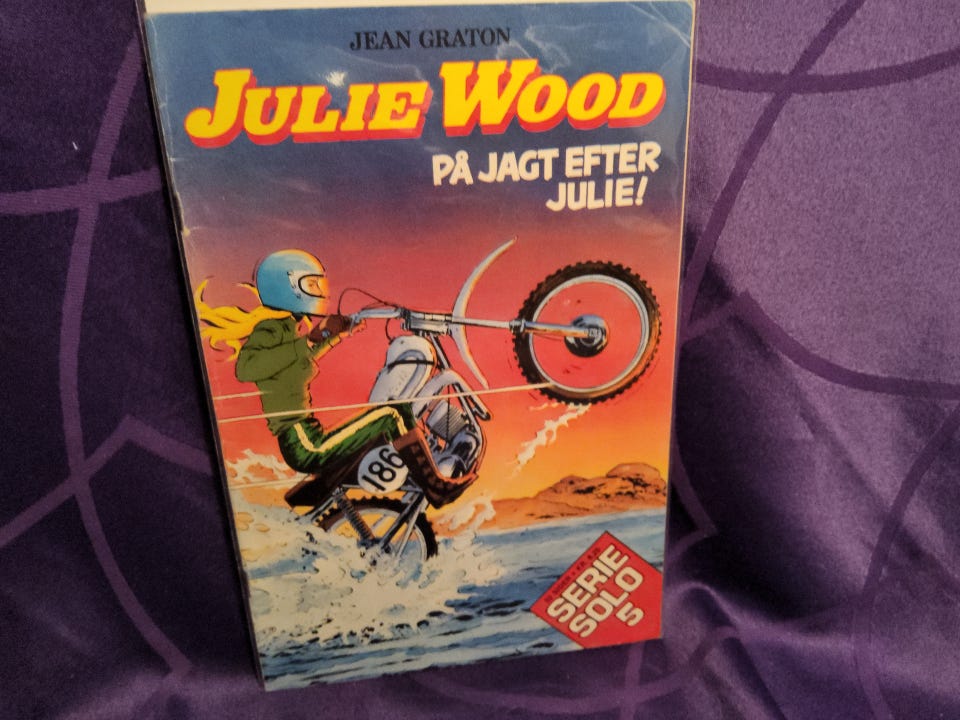 JEAN GRATON
JULIE WOOD
PÅ JAGT EFTER
JULIE!
186
SERIE
SOLO
5